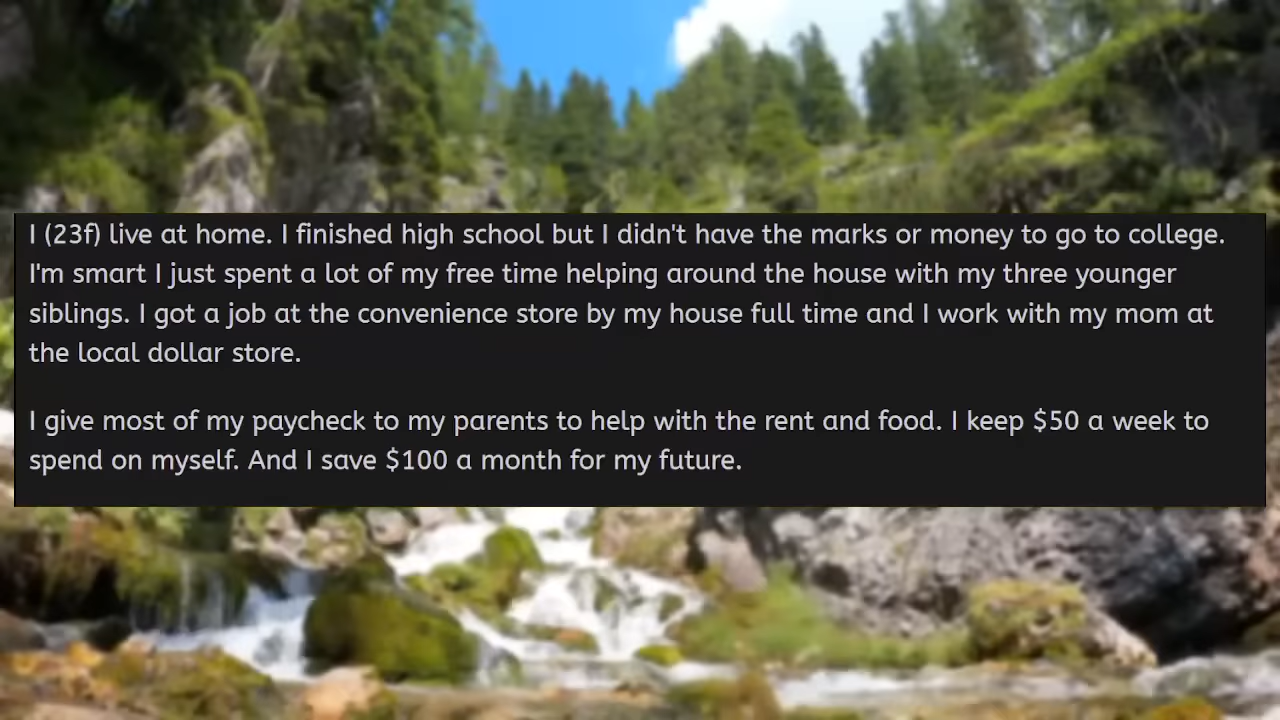 I (23f) live at home. I finished high school but I didn't have the marks or money to go to college.
I'm smart I just spent a lot of my free time helping around the house with my three younger
siblings. I got a job at the convenience store by my house full time and I work with my mom at
the local dollar store.
I give most of my paycheck to my parents to help with the rent and food. I keep $50 a week to
spend on myself. And I save $100 a month for my future.